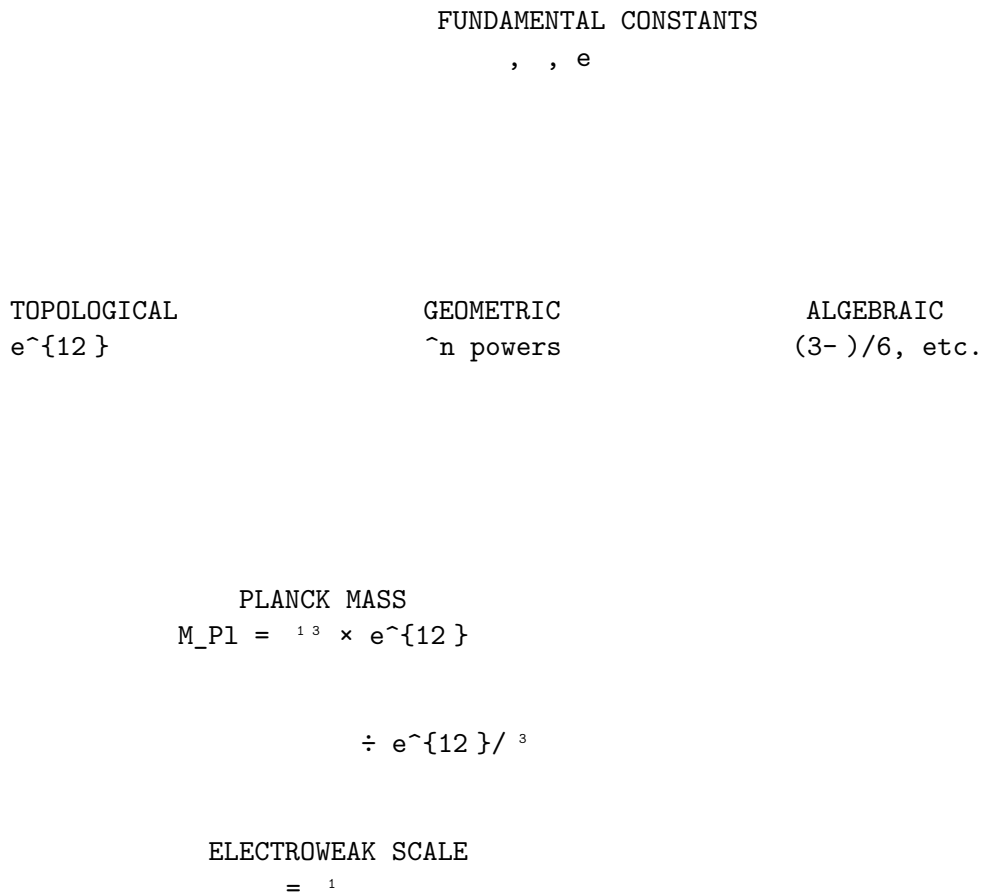 FUNDAMENTAL CONSTANTS
, , e
TOPOLOGICAL GEOMETRIC ALGEBRAIC
e^{12 } ^n powers (3- )/6, etc.
PLANCK MASS
M_Pl = ¹³ × e^{12 }
÷ e^{12 }/ ³
ELECTROWEAK SCALE
= ¹